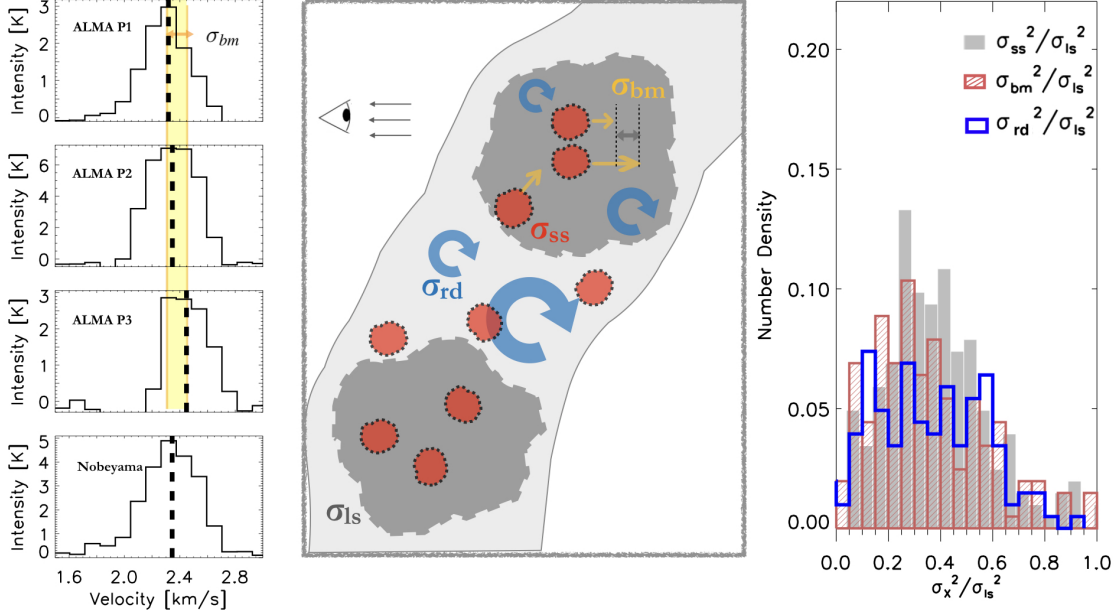 3
ALMA P1
σbm
2
1
0
Intensity [K]
6
ALMA P2
4
2
0
Intensity [K]
3
ALMA P3
2
1
0
Intensity [K]
5
4
Nobeyama
3
2
1
0
Intensity [K]
1.6 2.0 2.4 2.8
Velocity [km/s]
σbm
σss
σrd
σls
0.20
0.15
0.10
0.05
0.00
Number Density
σss²/σls²
σbm²/σls²
σrd²/σls²
0.0 0.2 0.4 0.6 0.8 1.0
σx²/σls²